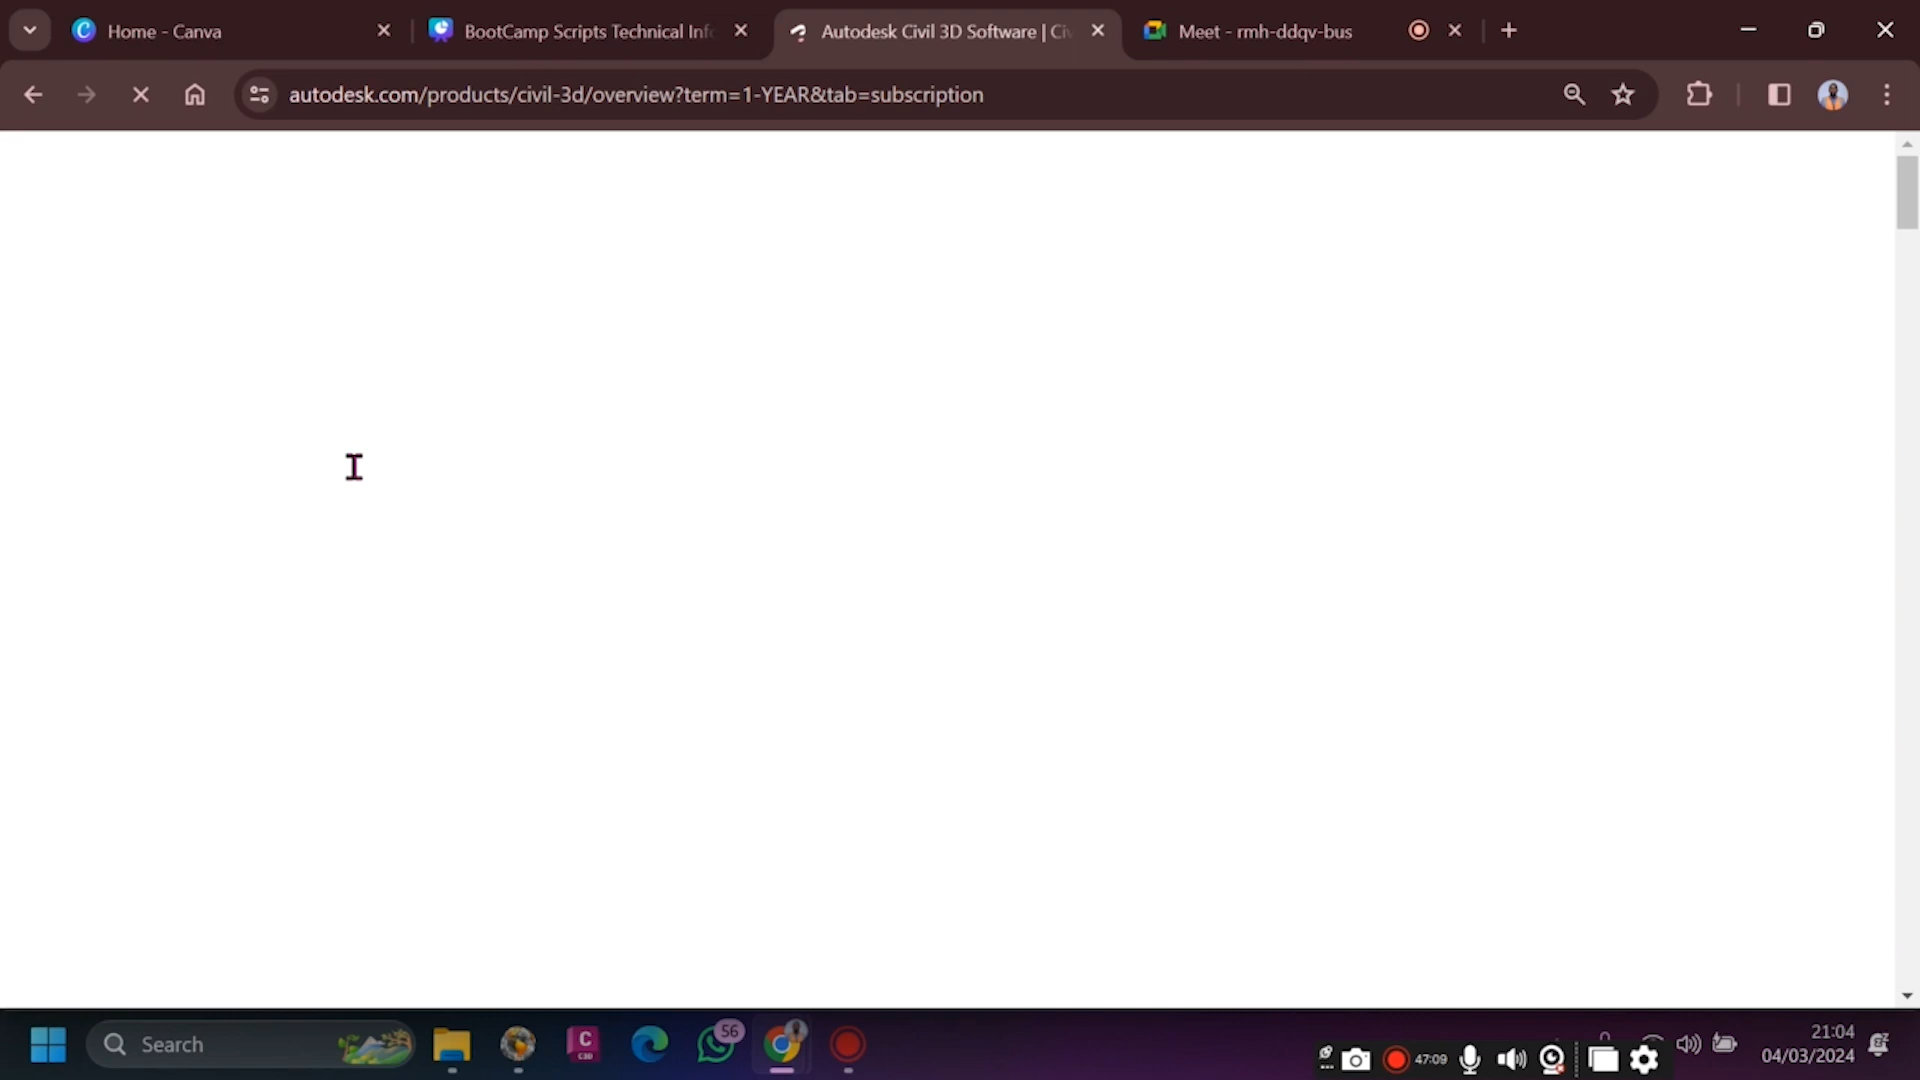 Home - Canva
BootCamp Scripts Technical Inf
Autodesk Civil 3D Software | Ci
Meet - rmh-ddqv-bus
autodesk.com/products/civil-3d/overview?term=1-YEAR&tab=subscription
Search
C
C3D
56
47:09
21:04
04/03/2024